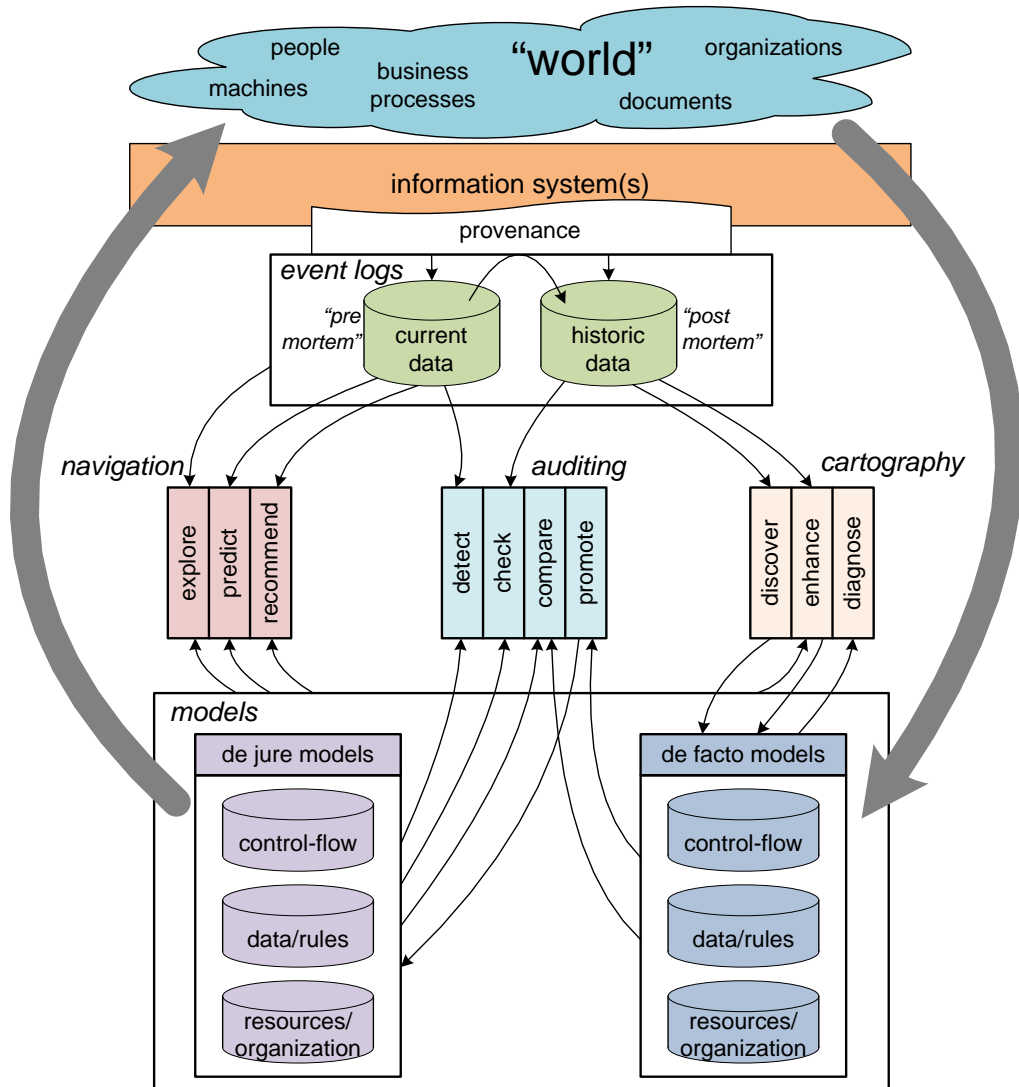 people
“world”
organizations
machines
business
processes
documents
information system(s)
provenance
event logs
“pre
mortem”
current
data
historic
data
“post
mortem”
navigation
auditing
cartography
explore
predict
recommend
detect
check
compare
promote
discover
enhance
diagnose
models
de jure models
de facto models
control-flow
control-flow
data/rules
data/rules
resources/
organization
resources/
organization